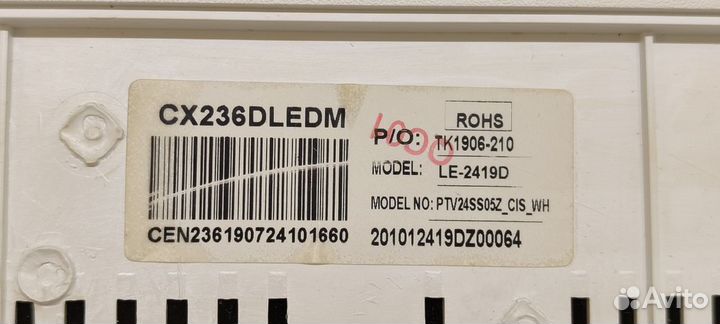 CX236DLEDM
CEN236190724101660
ROHS
P/O: TK1906-210
MODEL: LE-2419D
MODEL NO: PTV24SS05Z_CIS_WH
201012419DZ00064
Avito